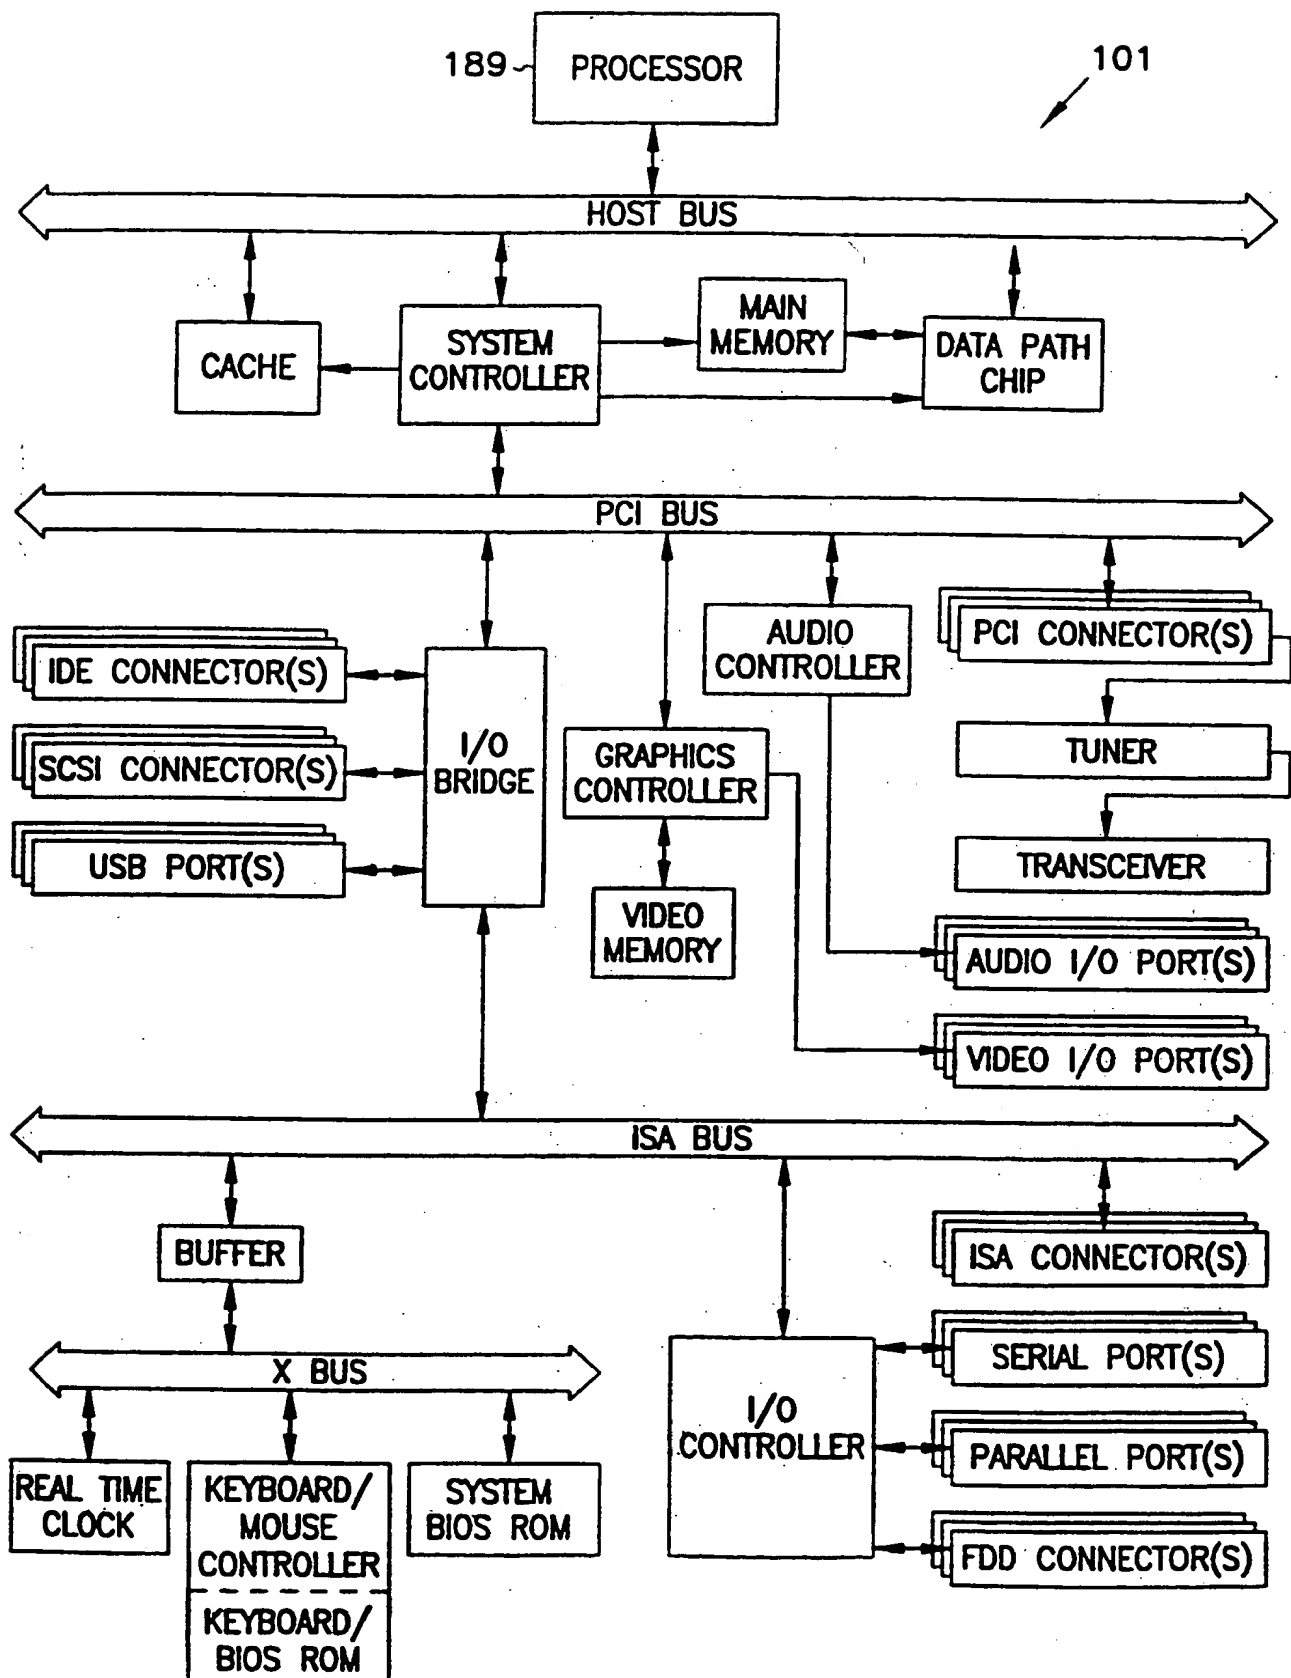 189
PROCESSOR
101
HOST BUS
CACHE
SYSTEM
CONTROLLER
MAIN
MEMORY
DATA PATH
CHIP
PCI BUS
IDE CONNECTOR(S)
SCSI CONNECTOR(S)
USB PORT(S)
I/O
BRIDGE
GRAPHICS
CONTROLLER
VIDEO
MEMORY
AUDIO
CONTROLLER
PCI CONNECTOR(S)
TUNER
TRANSCEIVER
AUDIO I/O PORT(S)
VIDEO I/O PORT(S)
ISA BUS
BUFFER
X BUS
REAL TIME
CLOCK
KEYBOARD/
MOUSE
CONTROLLER
KEYBOARD/
BIOS ROM
SYSTEM
BIOS ROM
I/O
CONTROLLER
ISA CONNECTOR(S)
SERIAL PORT(S)
PARALLEL PORT(S)
FDD CONNECTOR(S)